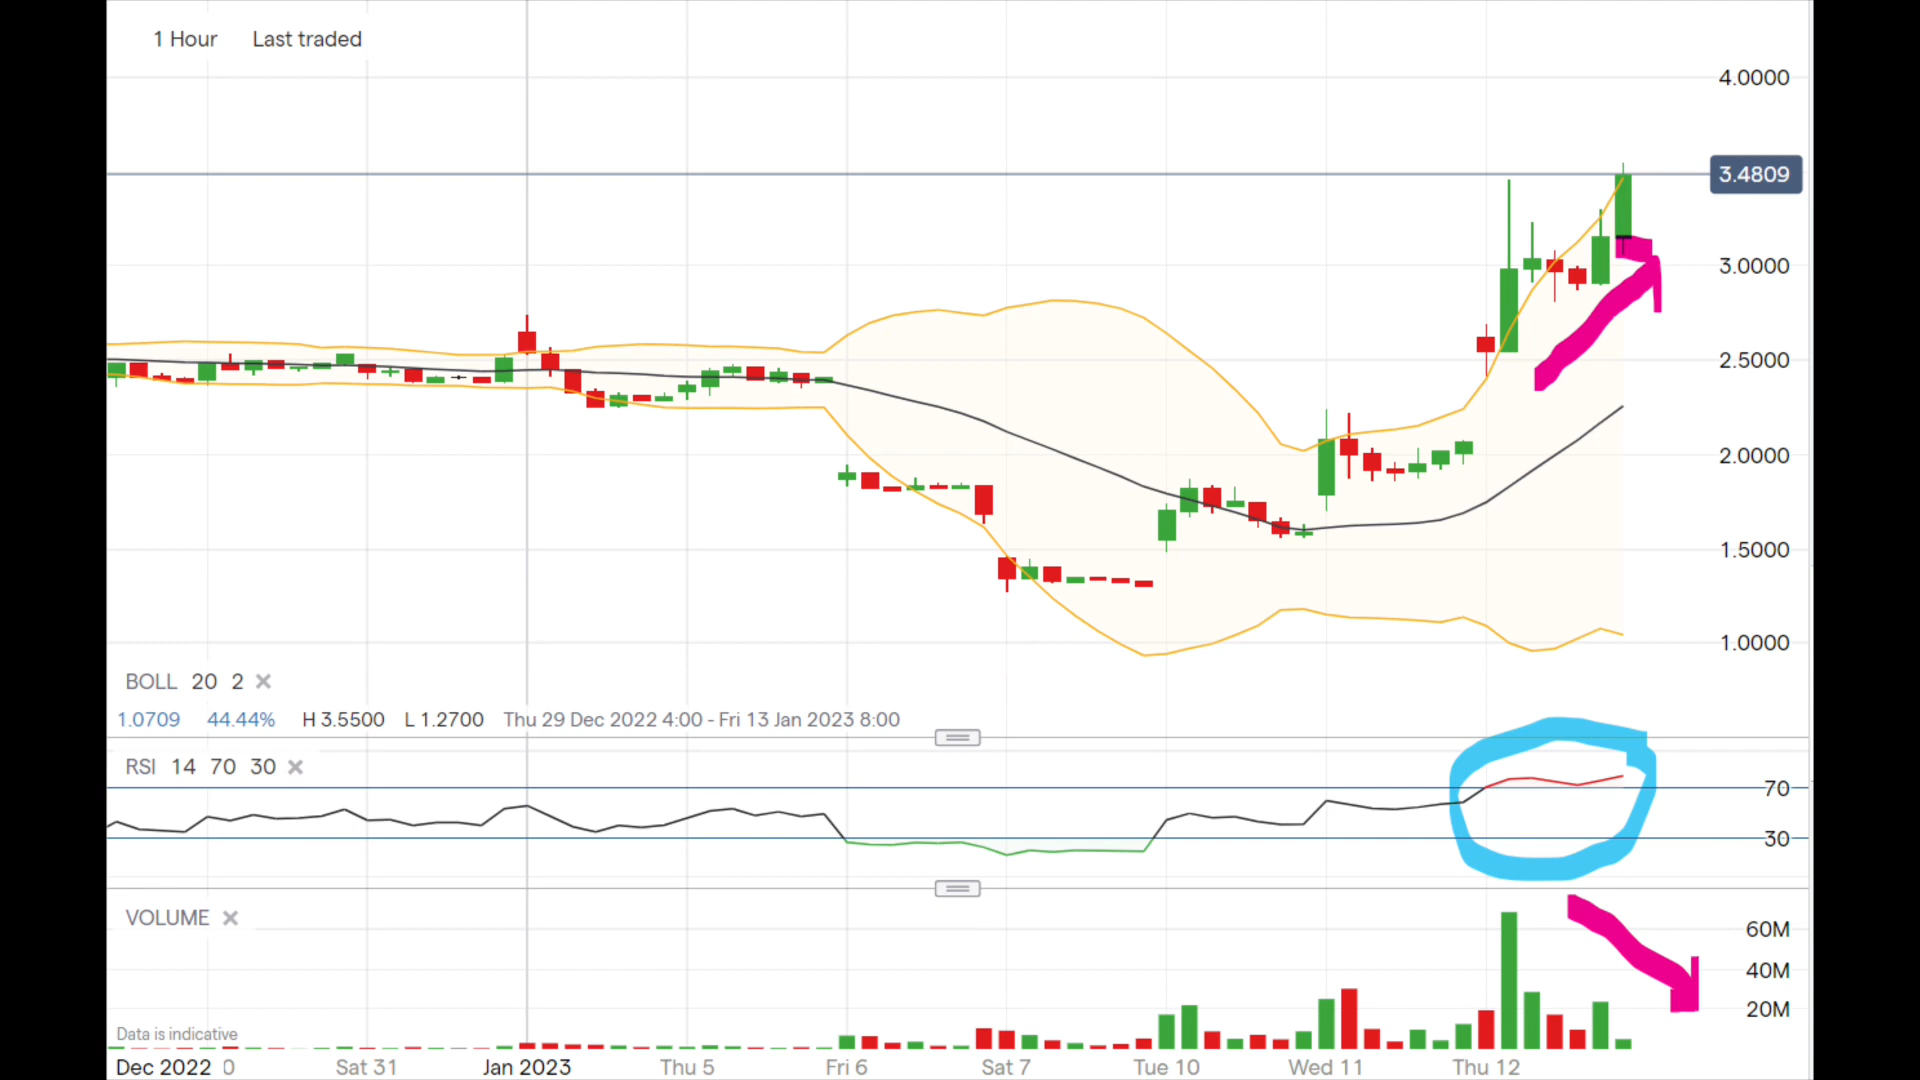 1 Hour Last traded
4.0000
3.4809
3.0000
2.5000
2.0000
1.5000
1.0000
BOLL 20 2
1.0709 44.44% H 3.5500 L 1.2700 Thu 29 Dec 2022 4:00 - Fri 13 Jan 2023 8:00
RSI 14 70 30
70
30
VOLUME
60M
40M
20M
Data is indicative
Dec 2022 0 Sat 31 Jan 2023 Thu 5 Fri 6 Sat 7 Tue 10 Wed 11 Thu 12